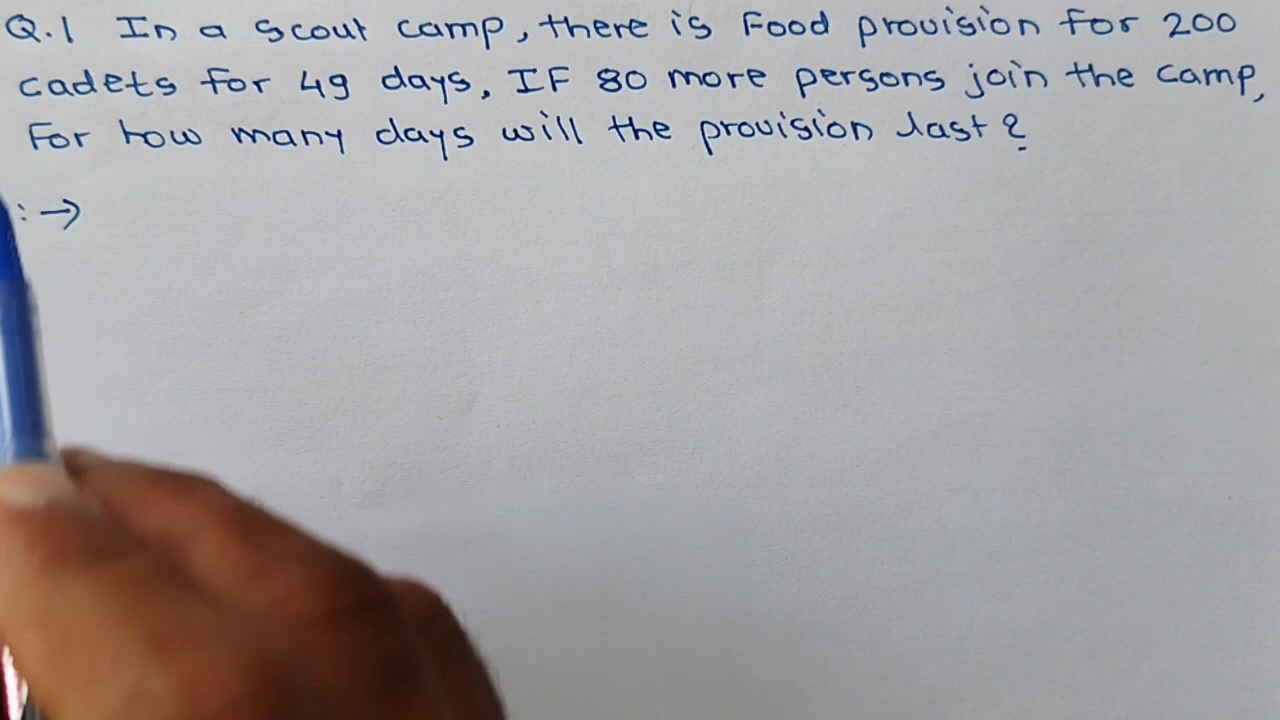 Q.1 In a scout camp, there is Food provision for 200
cadets for 49 days. IF 80 more persons join the camp,
For how many days will the provision last?
:→